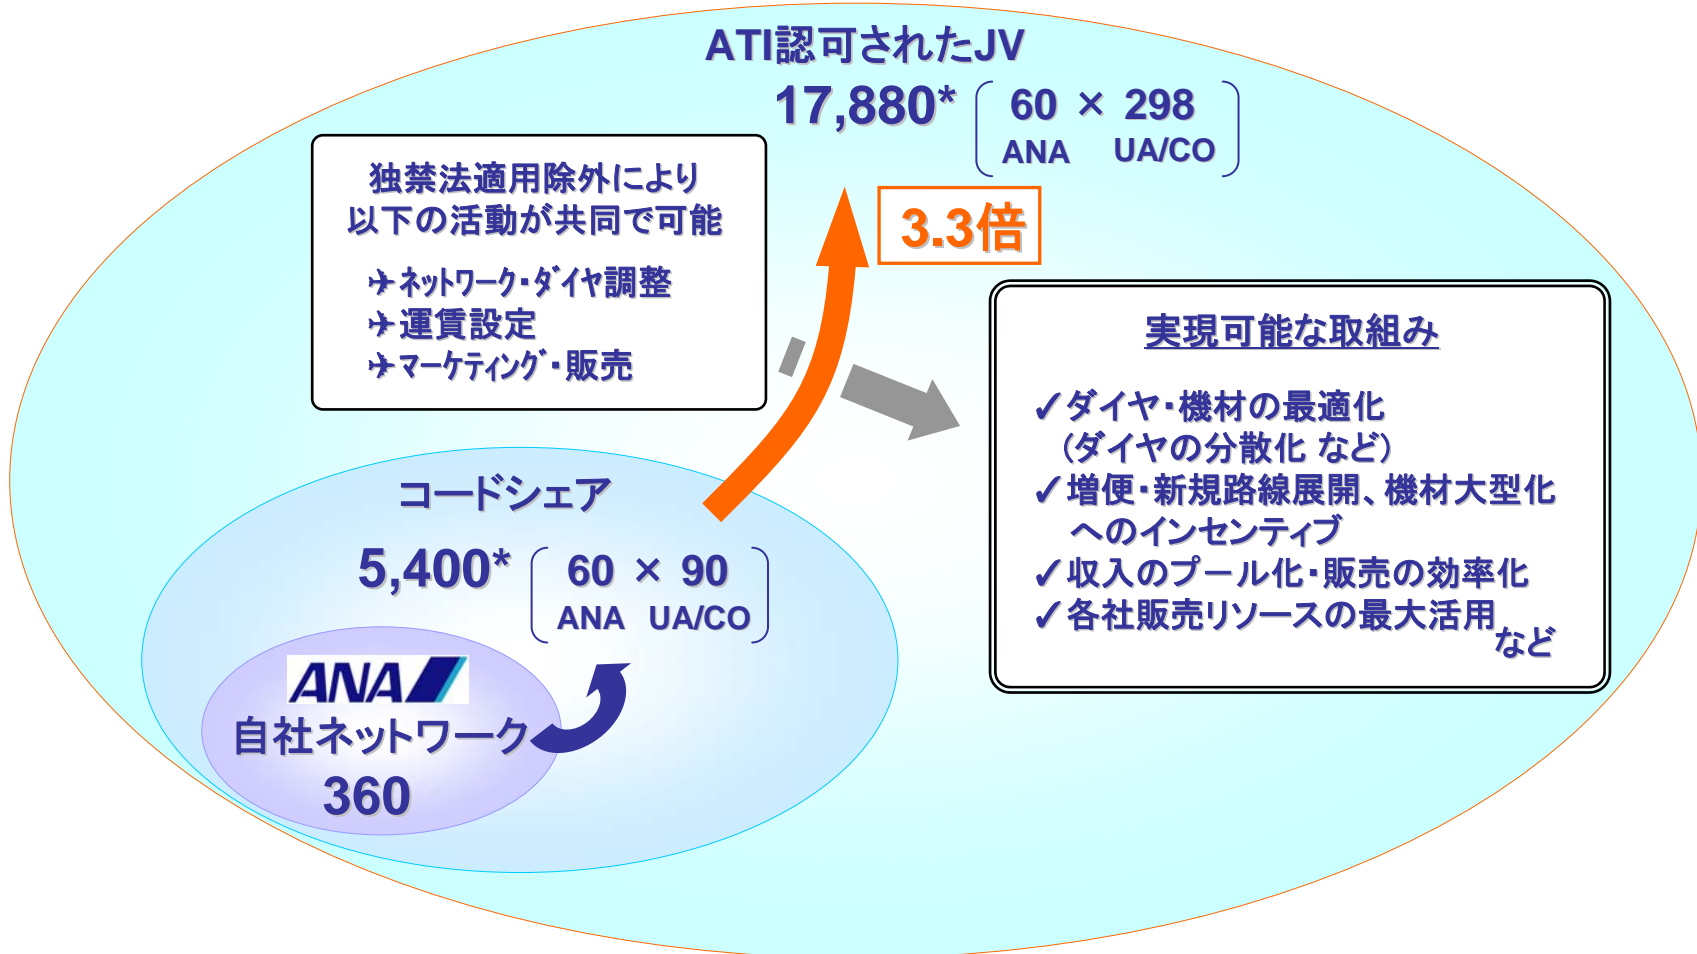 ATI認可されたJV
17,880*
60 × 298
ANA UA/CO
独禁法適用除外により
以下の活動が共同で可能
✈ネットワーク・ダイヤ調整
✈運賃設定
✈マーケティング・販売
3.3倍
実現可能な取組み
✓ダイヤ・機材の最適化
(ダイヤの分散化 など)
✓増便・新規路線展開、機材大型化
へのインセンティブ
✓収入のプール化・販売の効率化
✓各社販売リソースの最大活用
など
コードシェア
5,400*
60 × 90
ANA UA/CO
ANA
自社ネットワーク
360